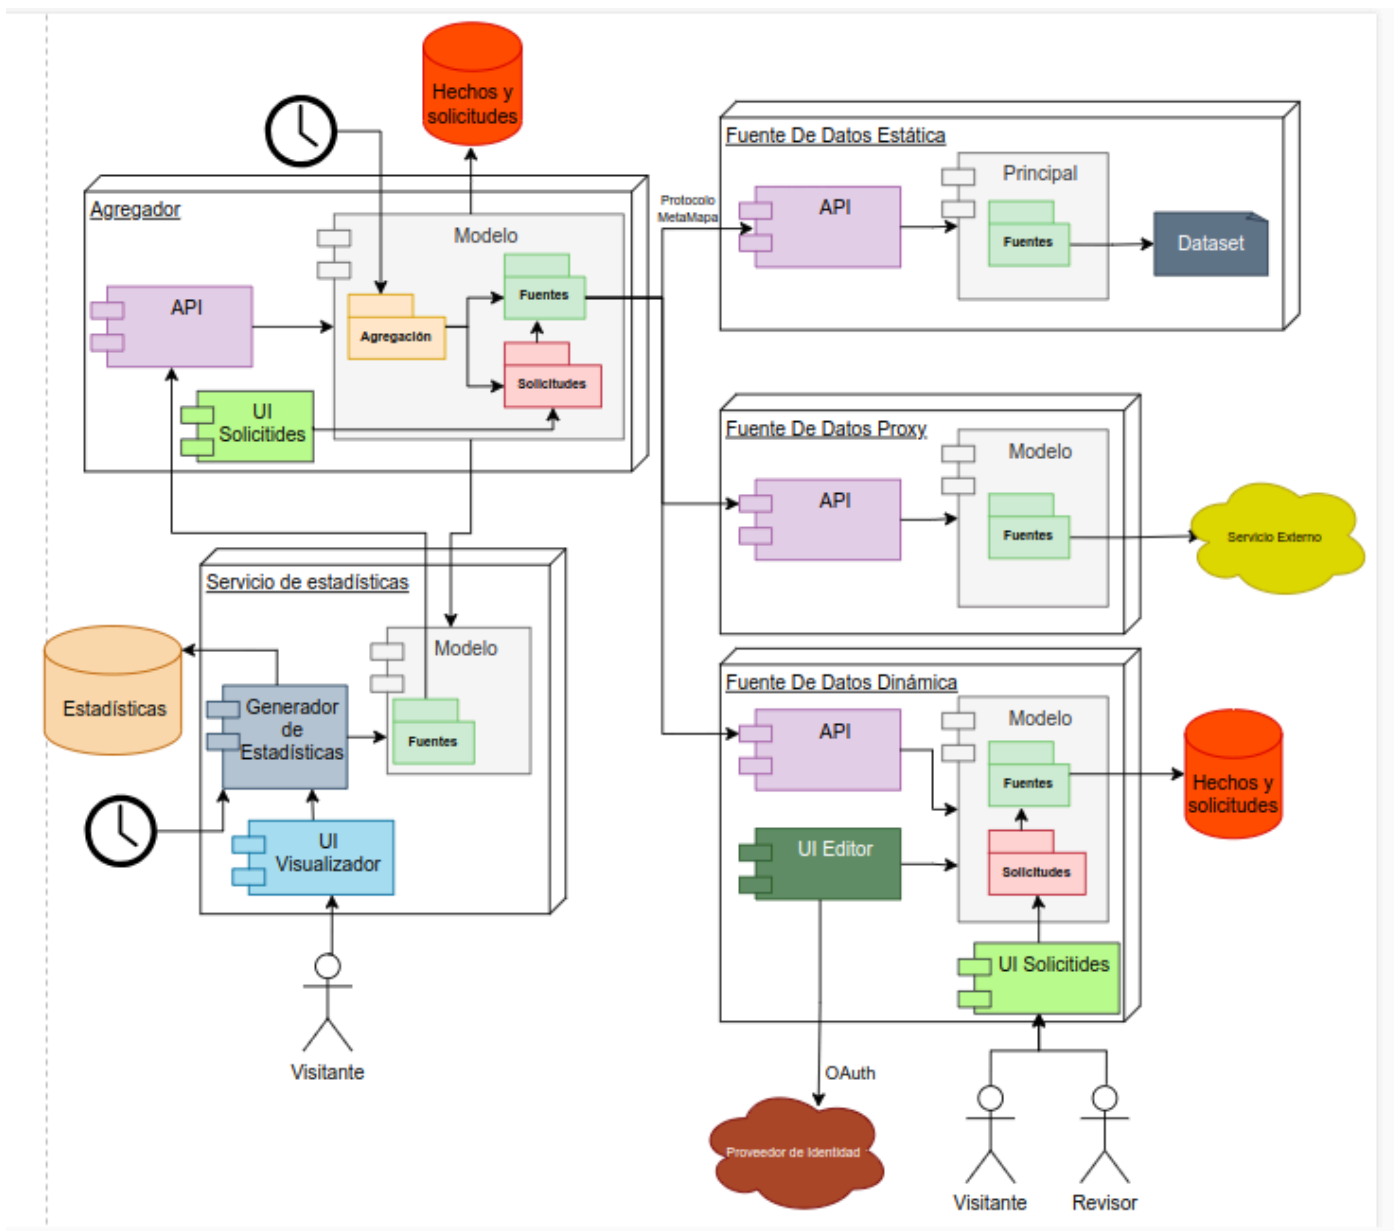 Hechos y
solicitudes
Agregador
Modelo
API
Fuentes
Agregación
Solicitudes
UI
Solicitides
Protocolo
MetaMapa
Fuente De Datos Estática
API
Principal
Fuentes
Dataset
Fuente De Datos Proxy
API
Modelo
Fuentes
Servicio Externo
Servicio de estadísticas
Modelo
Estadísticas
Generador
de
Estadísticas
Fuentes
UI
Visualizador
Visitante
Fuente De Datos Dinámica
API
Modelo
Fuentes
Hechos y
solicitudes
UI Editor
Solicitudes
UI Solicitides
OAuth
Proveedor de Identidad
Visitante
Revisor